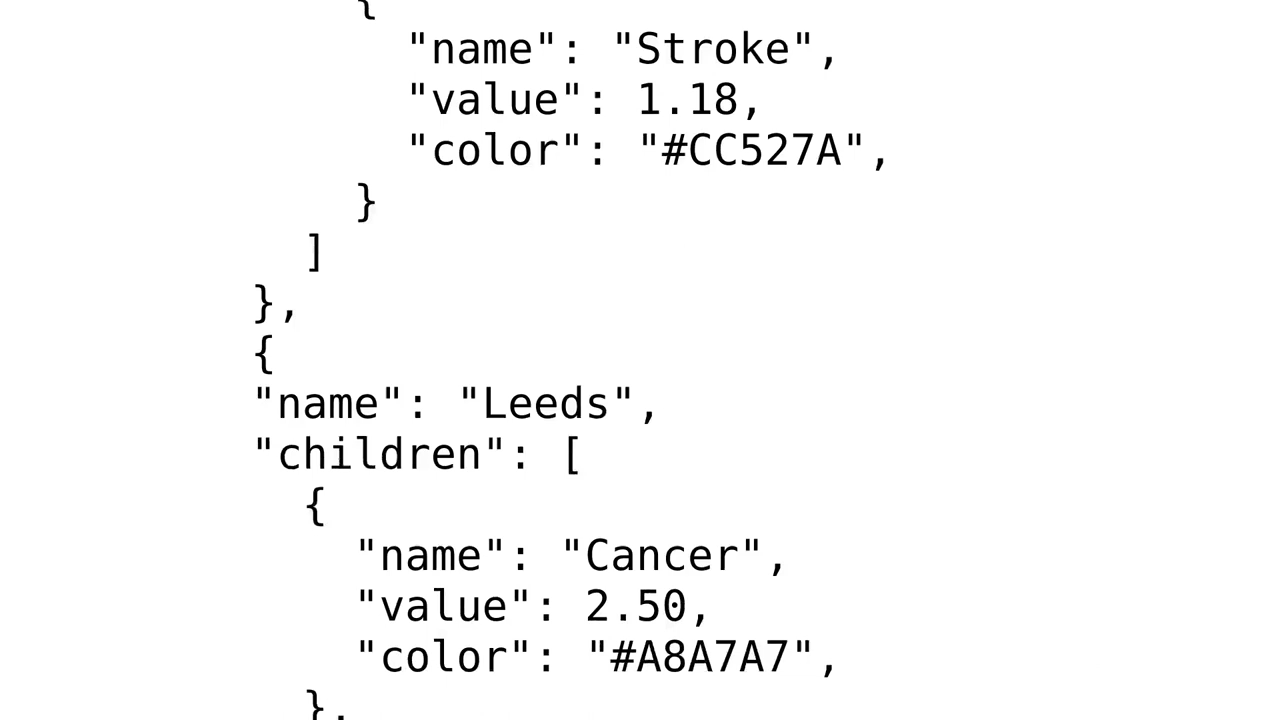 {
"name": "Stroke",
"value": 1.18,
"color": "#CC527A",
}
]
},
{
"name": "Leeds",
"children": [
{
"name": "Cancer",
"value": 2.50,
"color": "#A8A7A7",
},